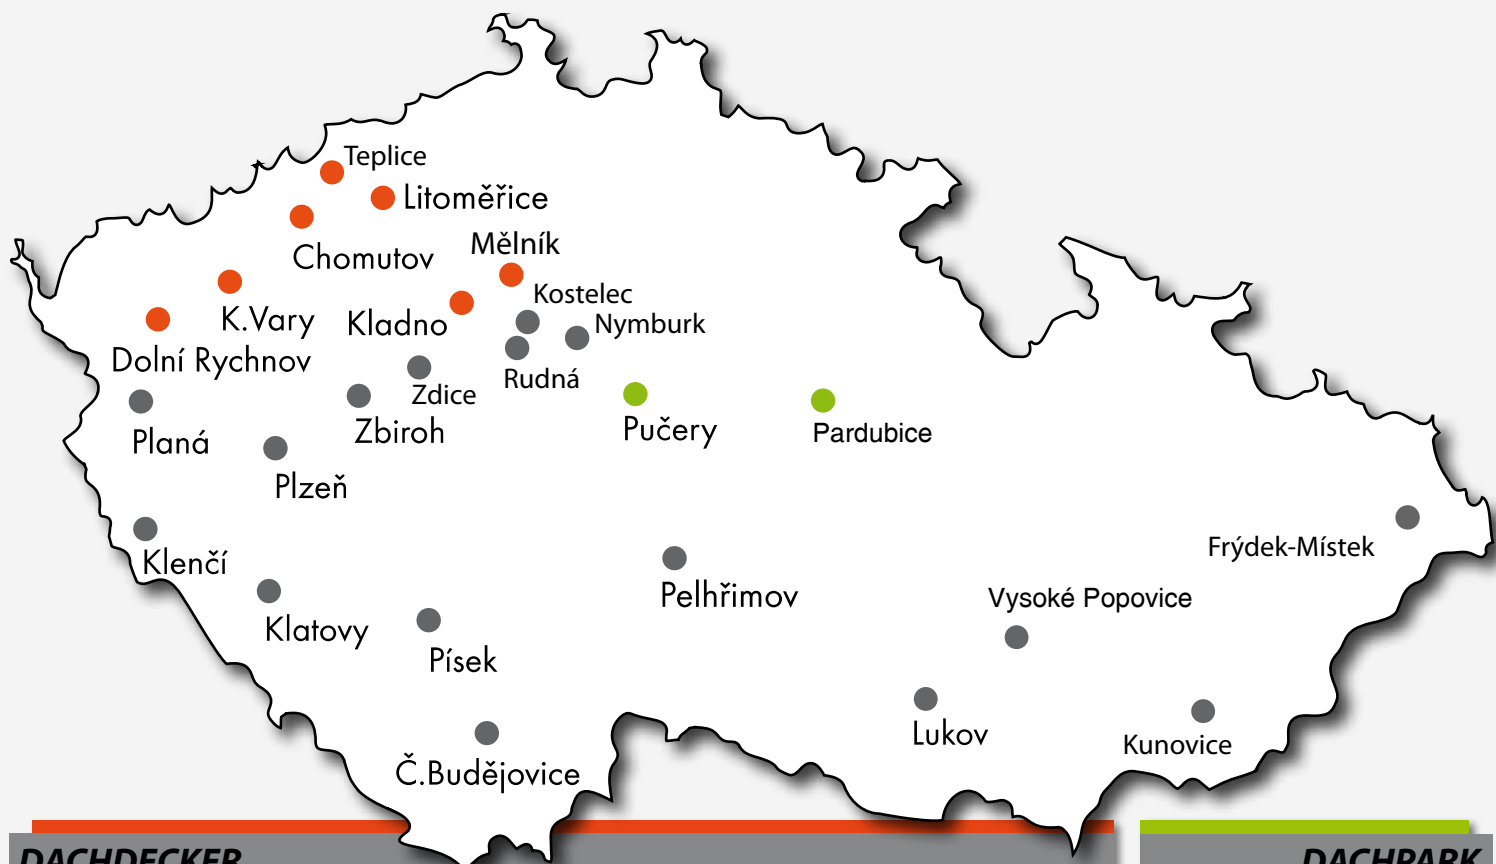 Teplice
Litoměřice
Mělník
Chomutov
Kostelec
K.Vary
Kladno
Nymburk
Dolní Rychnov
Rudná
Zdice
Planá
Zbiroh
Pučery
Pardubice
Plzeň
Klenčí
Frýdek-Místek
Pelhřimov
Vysoké Popovice
Klatovy
Písek
Lukov
Kunovice
Č.Budějovice
DACHDECKER
DACHPARK